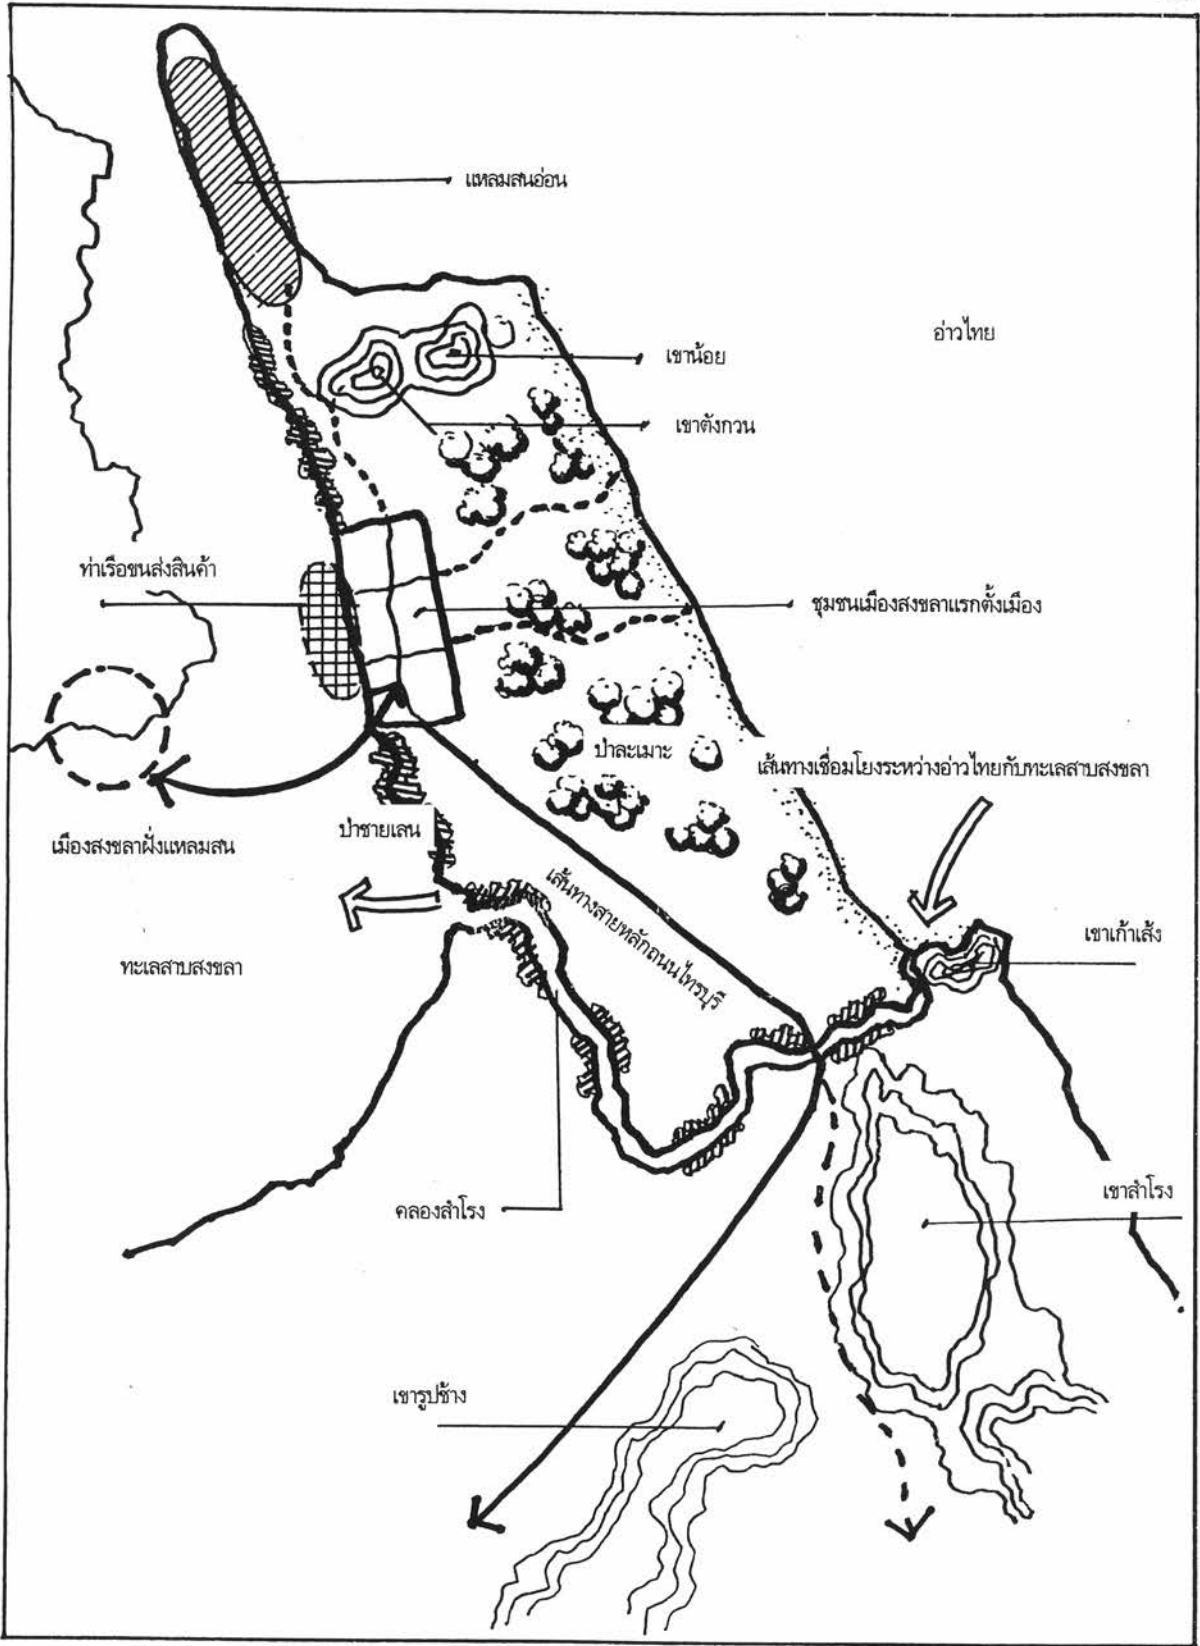 แหลมสนอ่อน
อ่าวไทย
เขาน้อย
เขาตังกวน
ท่าเรือขนส่งสินค้า
ชุมชนเมืองสงขลาแรกตั้งเมือง
ป่าละเมาะ
เส้นทางเชื่อมโยงระหว่างอ่าวไทยกับทะเลสาบสงขลา
ป่าชายเลน
เมืองสงขลาฝั่งแหลมสน
เส้นทางสายหลักถนนไทรบุรี
เขาเก้าเส้ง
ทะเลสาบสงขลา
เขาสำโรง
คลองสำโรง
เขารูปช้าง